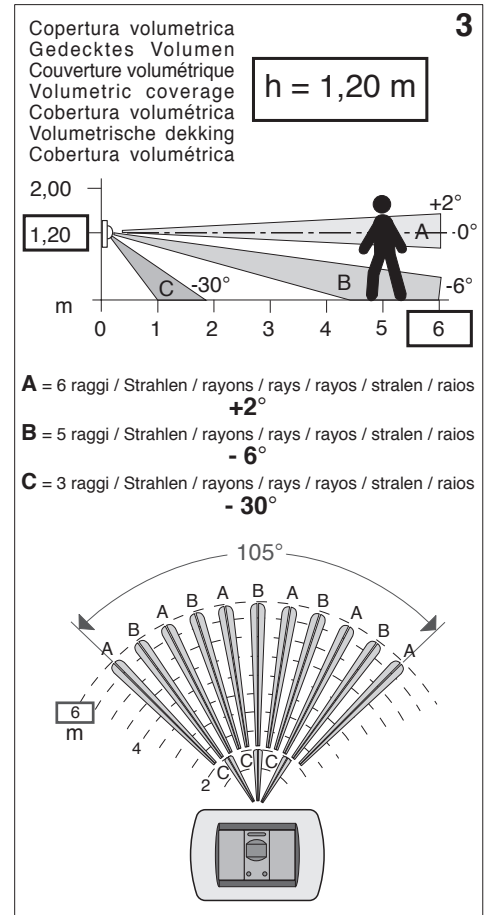 3
Copertura volumetrica
Gedecktes Volumen
Couverture volumétrique
Volumetric coverage
Cobertura volumétrica
Volumetrische dekking
Cobertura volumétrica
h = 1,20 m
2,00
+2°
1,20
A
-0°
C
-30°
B
-6°
m
0 1 2 3 4 5 6
A = 6 raggi / Strahlen / rayons / rays / rayos / stralen / raios
+2°
B = 5 raggi / Strahlen / rayons / rays / rayos / stralen / raios
- 6°
C = 3 raggi / Strahlen / rayons / rays / rayos / stralen / raios
- 30°
105°
A B A B A B A B A B A
6
m
4
2
C C C